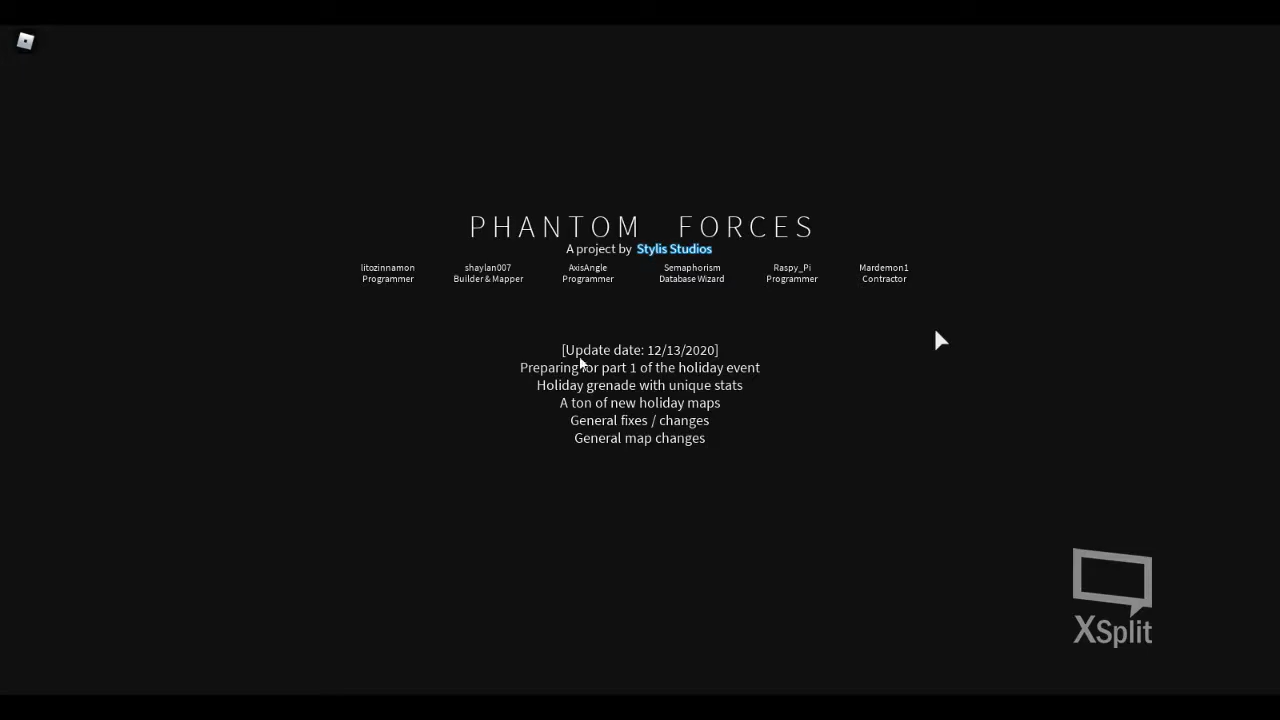 PHANTOM FORCES
A project by Stylis Studios
litozinnamon shaylan007 AxisAngle Semaphorism Raspy_Pi Mardemon1
Programmer Builder & Mapper Programmer Database Wizard Programmer Contractor
[Update date: 12/13/2020]
Preparing for part 1 of the holiday event
Holiday grenade with unique stats
A ton of new holiday maps
General fixes / changes
General map changes
XSplit